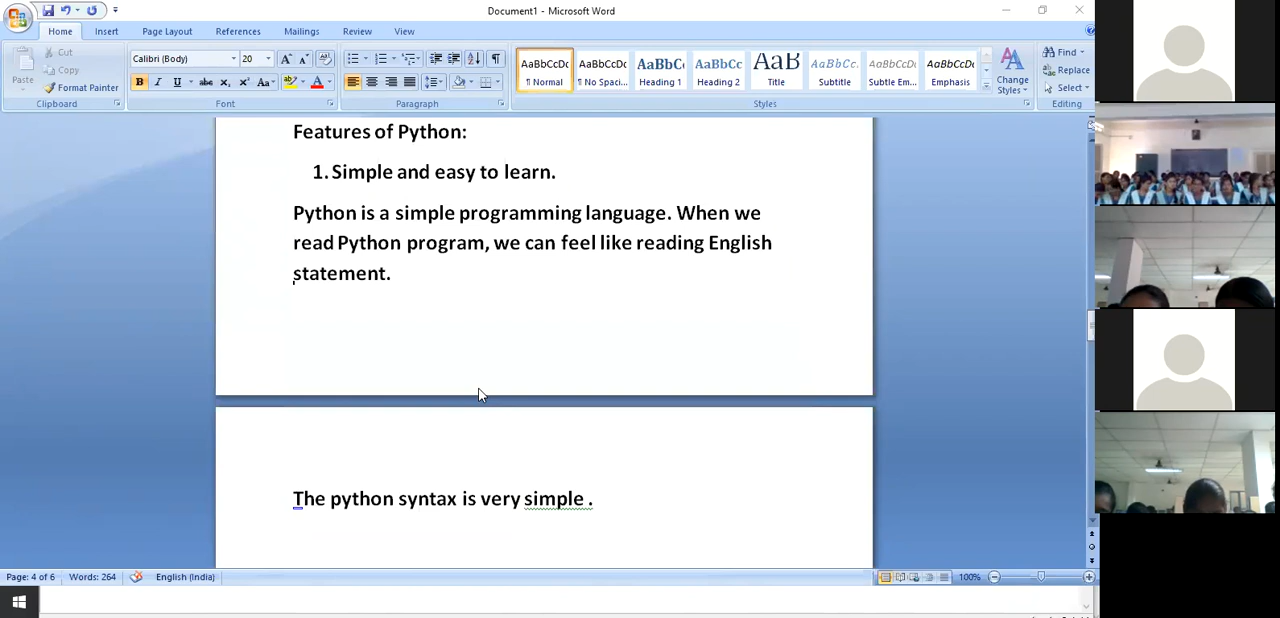 Document1 - Microsoft Word
Home Insert Page Layout References Mailings Review View
Paste
Cut
Copy
Format Painter
Clipboard
Calibri (Body) 20
B I U abc X₂ X² Aa
Font
Paragraph
AaBbCcDc AaBbCcDc AaBbC( AaBbCc AaB AaBbCc. AaBbCcDc AaBbCcDc
¶ Normal ¶ No Spaci... Heading 1 Heading 2 Title Subtitle Subtle Em... Emphasis
Change
Styles
Styles
Find
Replace
Select
Editing
Features of Python:
1. Simple and easy to learn.
Python is a simple programming language. When we
read Python program, we can feel like reading English
statement.
The python syntax is very simple .
Page: 4 of 6 Words: 264 English (India) 100%